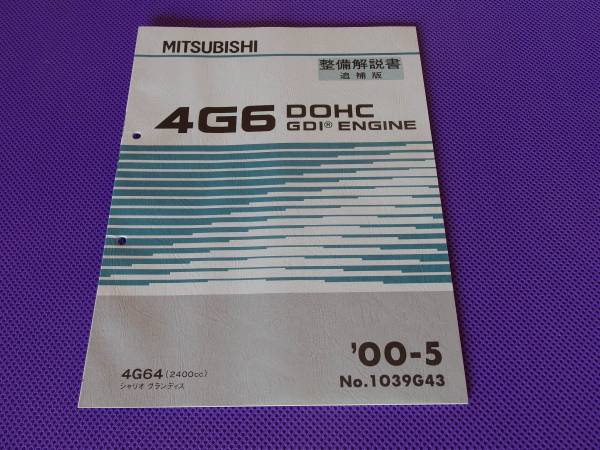 MITSUBISHI
整備解説書
追補版
4G6 DOHC
GDI® ENGINE
'00-5
4G64(2400cc)
シャリオ グランディス
No.1039G43